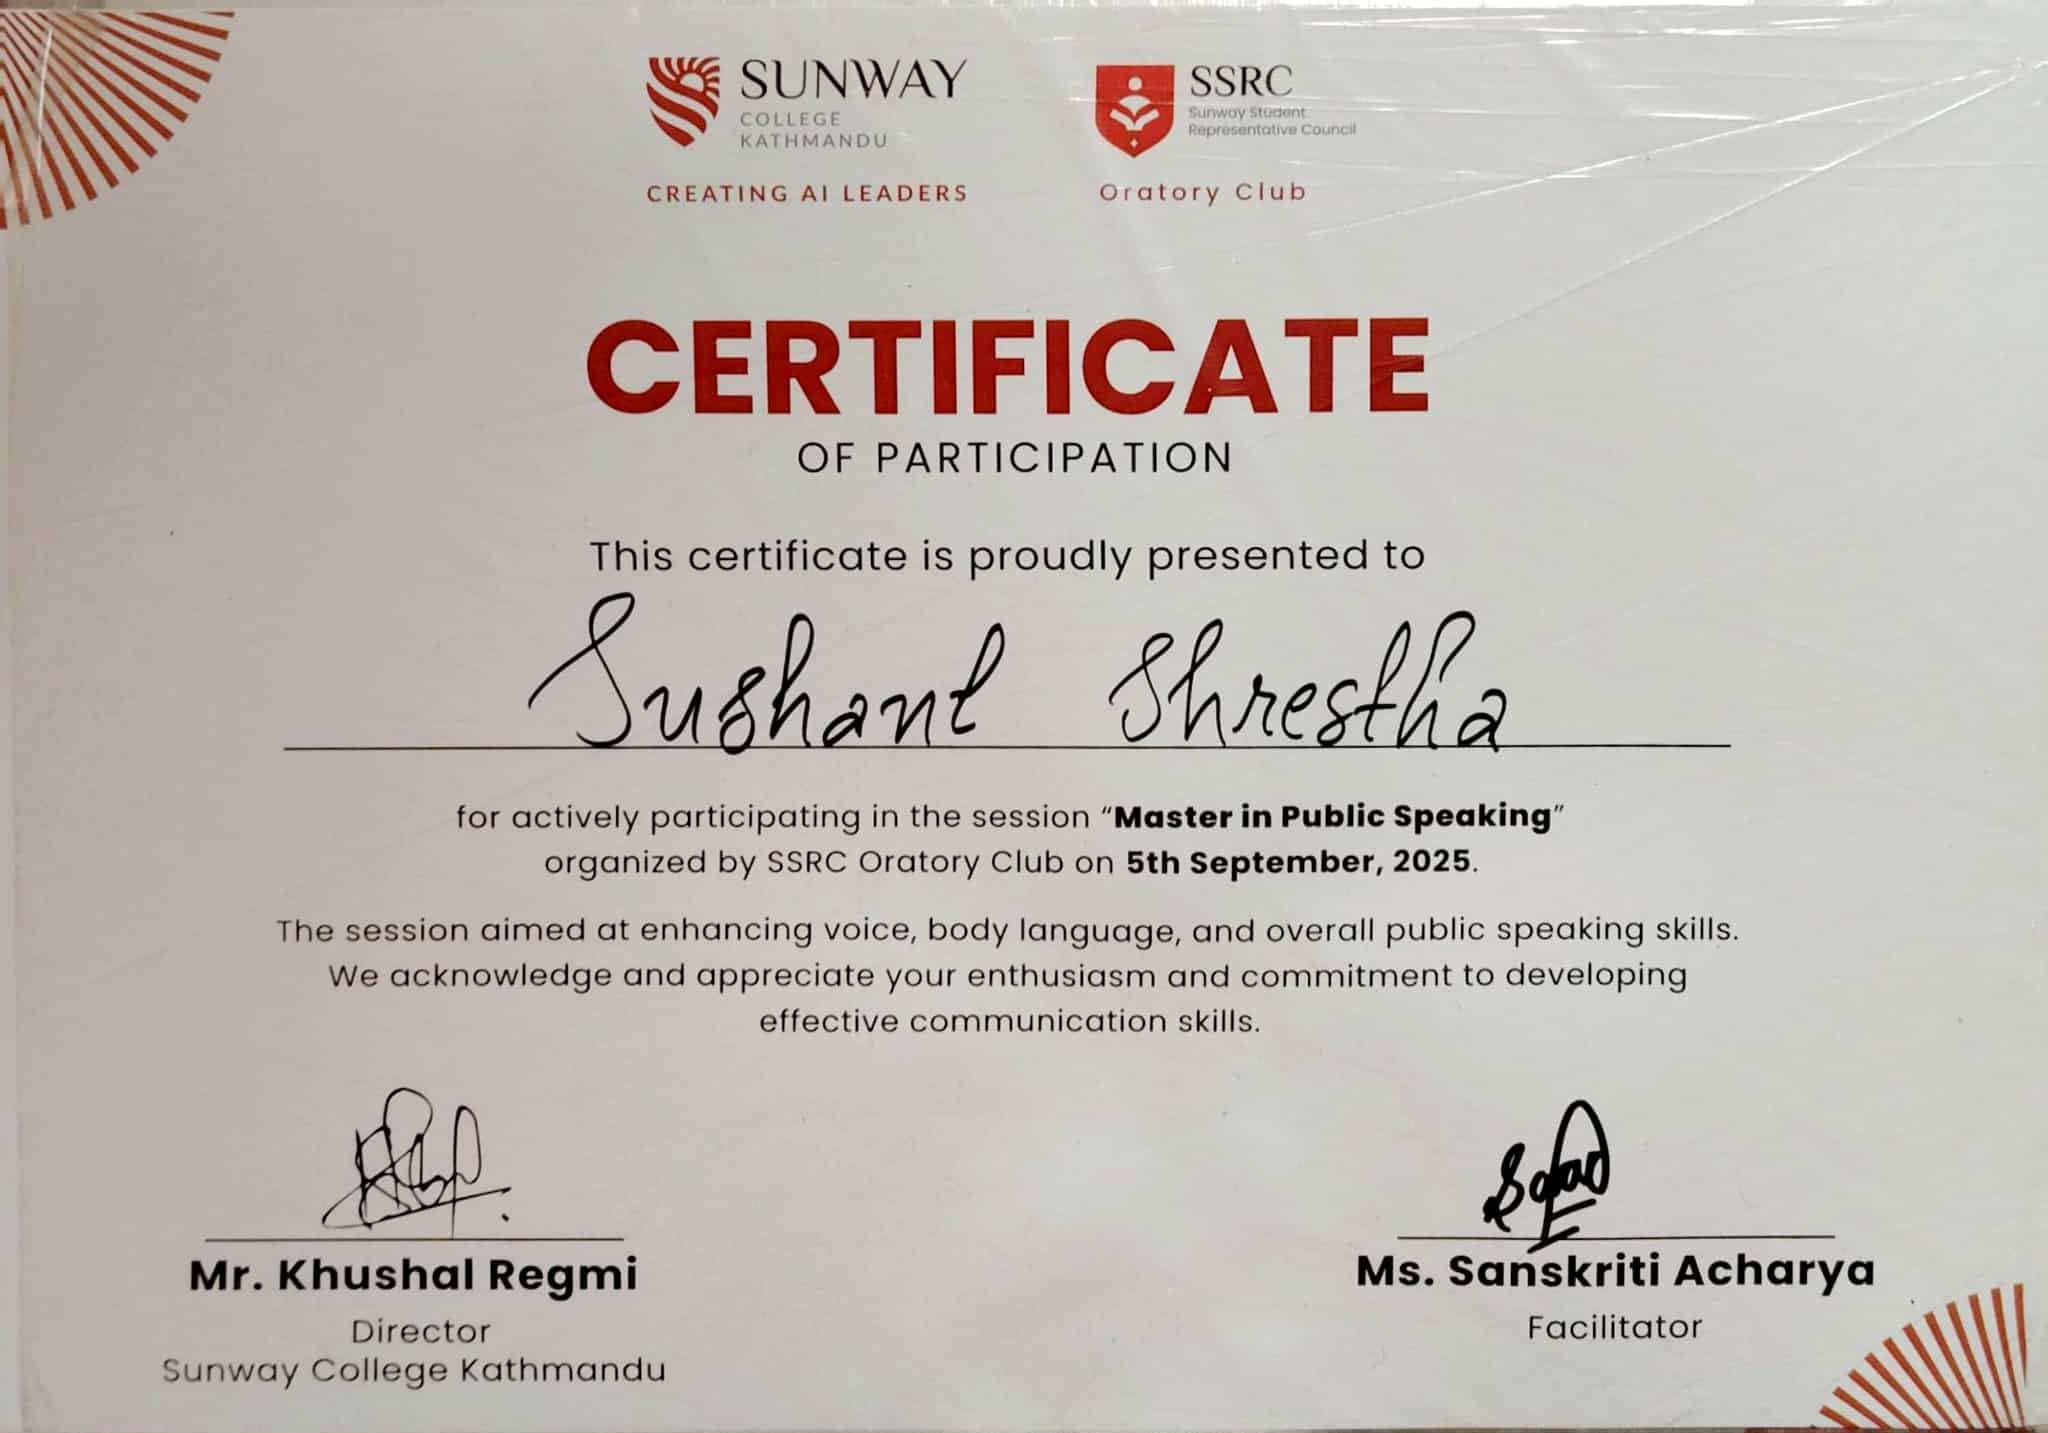 SUNWAY
COLLEGE
KATHMANDU
CREATING AI LEADERS
SSRC
Sunway Student
Representative Council
Oratory Club
CERTIFICATE
OF PARTICIPATION
This certificate is proudly presented to
Sushant Shrestha
for actively participating in the session “Master in Public Speaking”
organized by SSRC Oratory Club on 5th September, 2025.
The session aimed at enhancing voice, body language, and overall public speaking skills.
We acknowledge and appreciate your enthusiasm and commitment to developing
effective communication skills.
Mr. Khushal Regmi
Director
Sunway College Kathmandu
Ms. Sanskriti Acharya
Facilitator